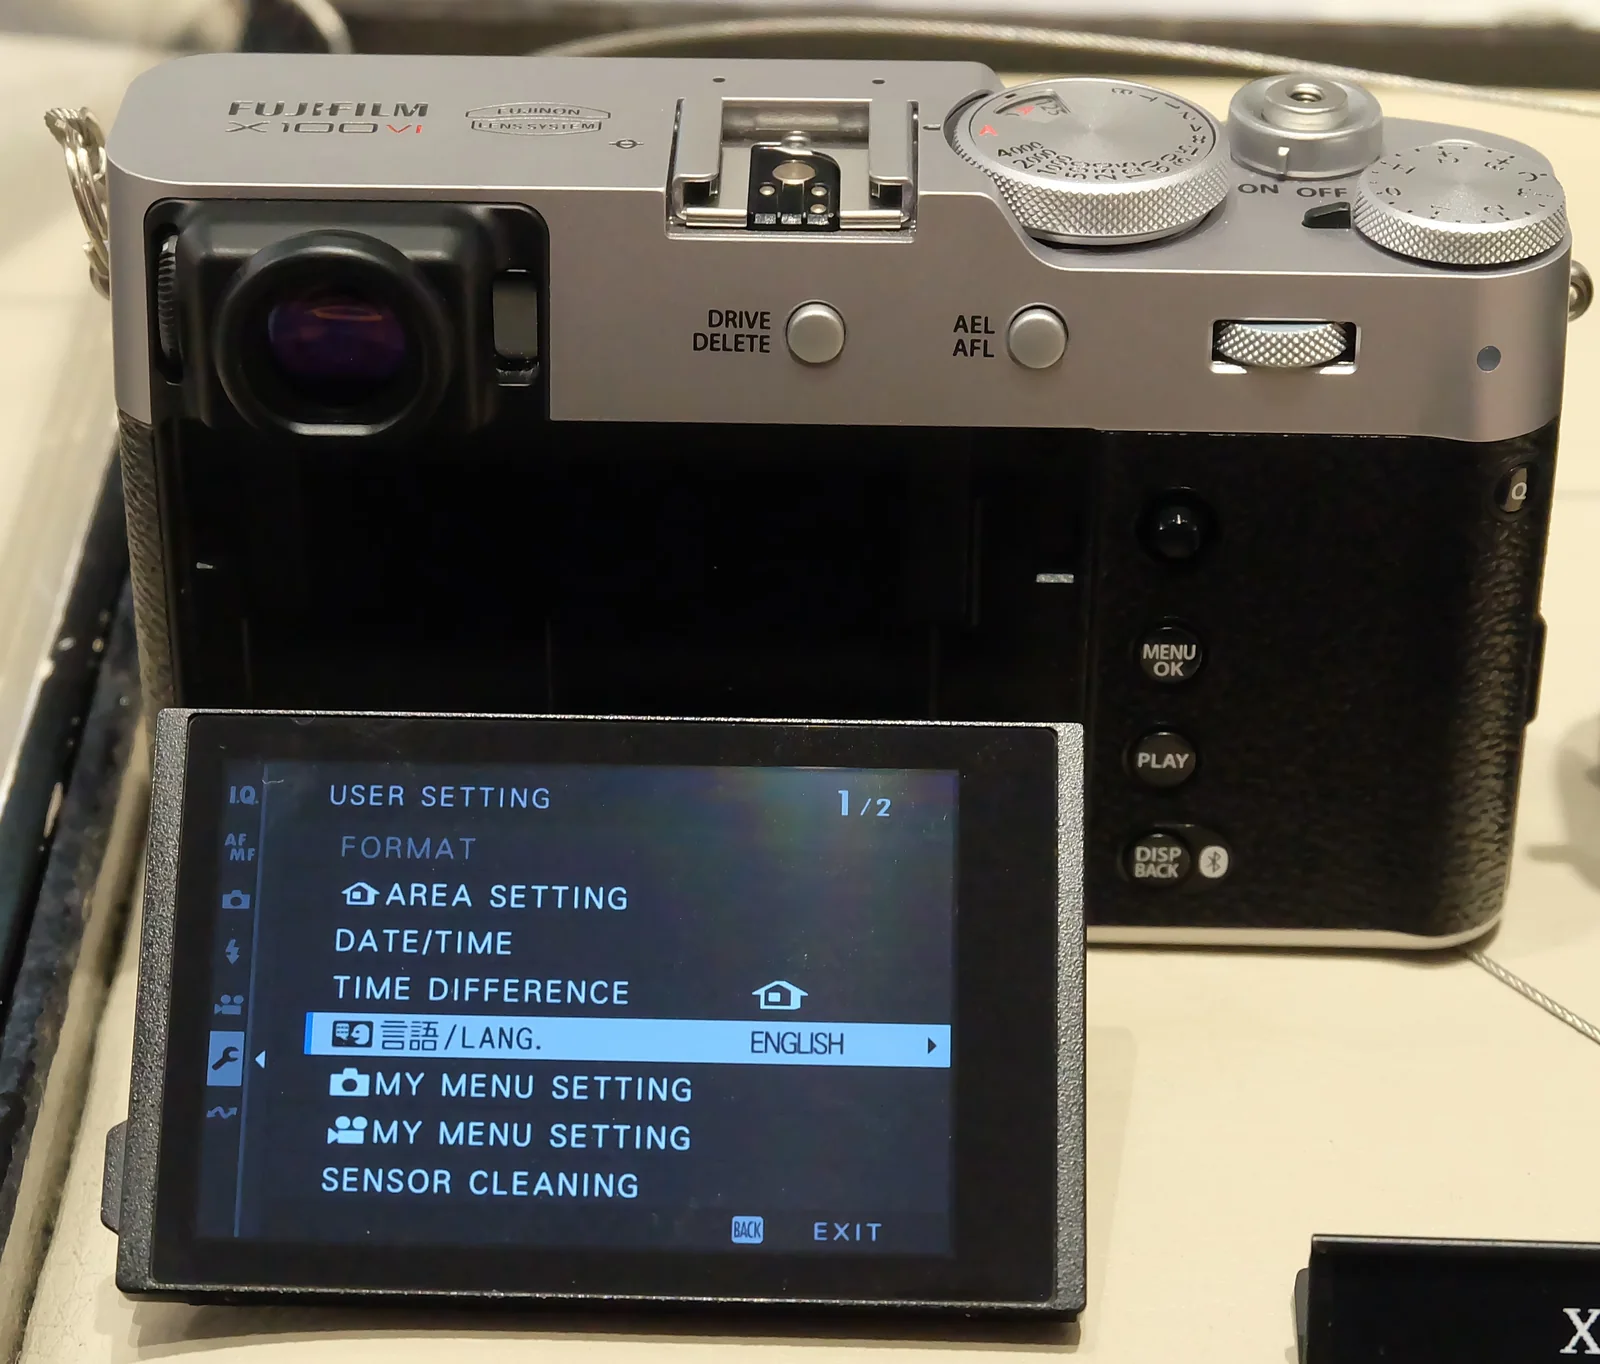 FUJIFILM
X100VI
FUJINON
LENS SYSTEM
4000
2000
ON OFF
DRIVE
DELETE
AEL
AFL
Q
MENU
OK
PLAY
DISP
BACK
USER SETTING 1/2
I.Q.
FORMAT
AF
MF
AREA SETTING
DATE/TIME
TIME DIFFERENCE
言語/LANG. ENGLISH
MY MENU SETTING
MY MENU SETTING
SENSOR CLEANING
BACK EXIT
X